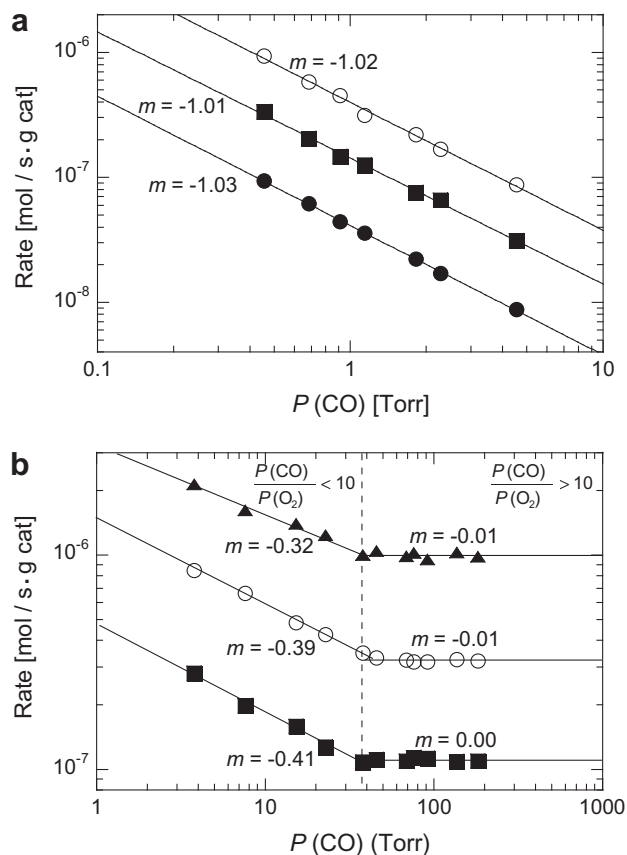 a
10⁻⁶
10⁻⁷
10⁻⁸
Rate [mol / s· g cat]
m = -1.02
m = -1.01
m = -1.03
0.1
1
10
P (CO) [Torr]
b
P(CO)
P(O₂)
< 10
P(CO)
P(O₂)
> 10
10⁻⁶
10⁻⁷
Rate [mol / s· g cat]
m = -0.32
m = -0.01
m = -0.39
m = -0.01
m = -0.41
m = 0.00
1
10
100
1000
P (CO) (Torr)